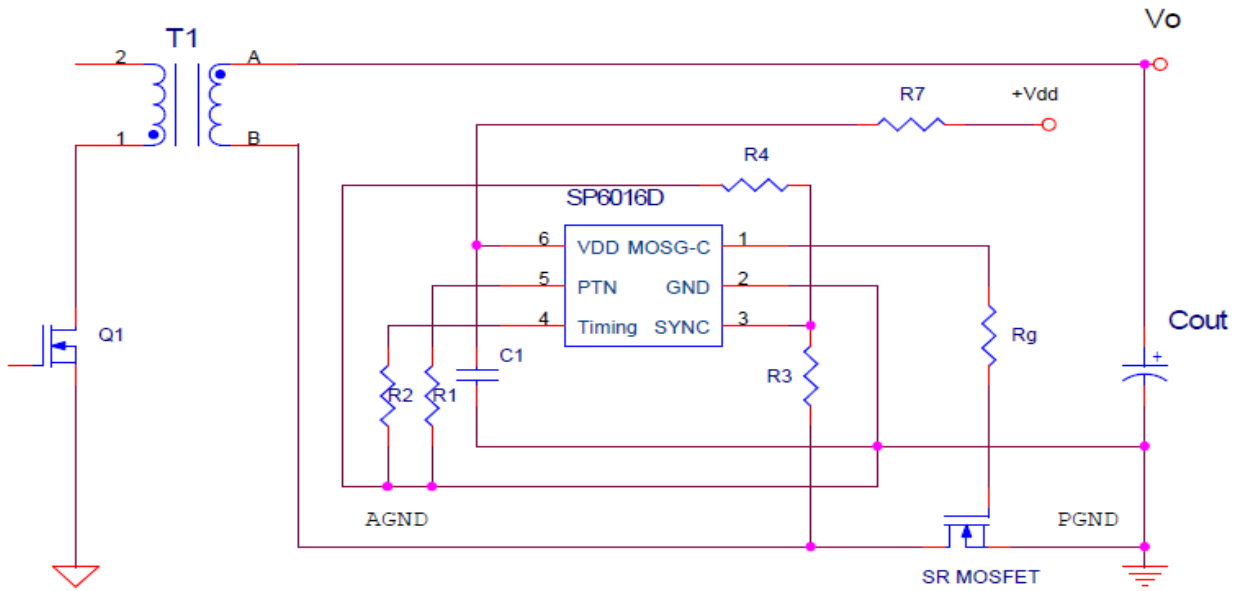 Vo
T1
2
A
R7
+Vdd
1
B
R4
SP6016D
6
VDD
MOSG-C
1
5
PTN
GND
2
4
Timing
SYNC
3
Q1
C1
Rg
Cout
+
R2
R1
R3
AGND
PGND
SR MOSFET